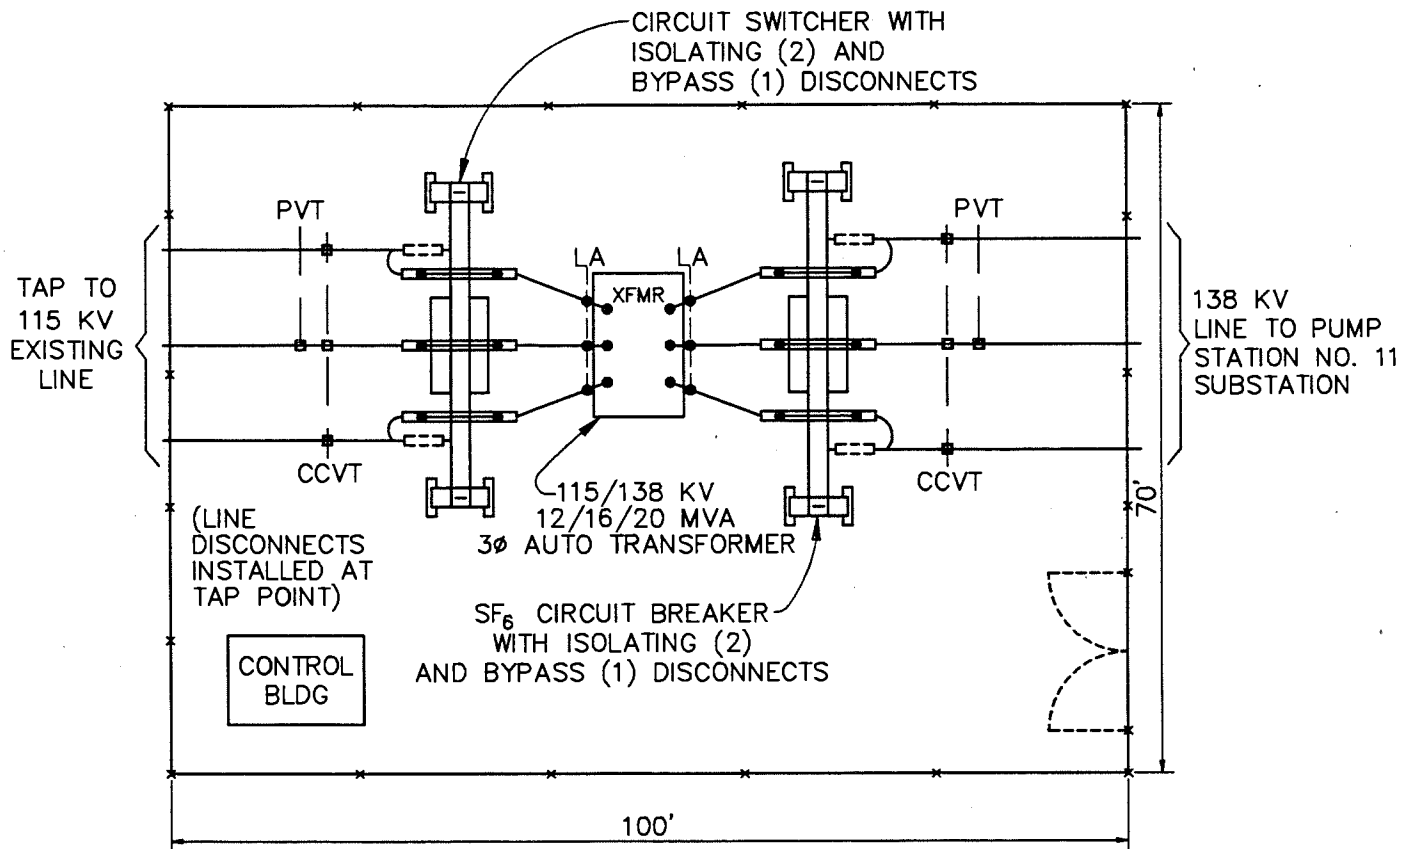 CIRCUIT SWITCHER WITH
ISOLATING (2) AND
BYPASS (1) DISCONNECTS
PVT
PVT
LA
LA
XFMR
TAP TO
115 KV
EXISTING
LINE
138 KV
LINE TO PUMP
STATION NO. 11
SUBSTATION
CCVT
CCVT
115/138 KV
12/16/20 MVA
3ø AUTO TRANSFORMER
70'
(LINE
DISCONNECTS
INSTALLED AT
TAP POINT)
SF6 CIRCUIT BREAKER
WITH ISOLATING (2)
AND BYPASS (1) DISCONNECTS
CONTROL
BLDG
100'